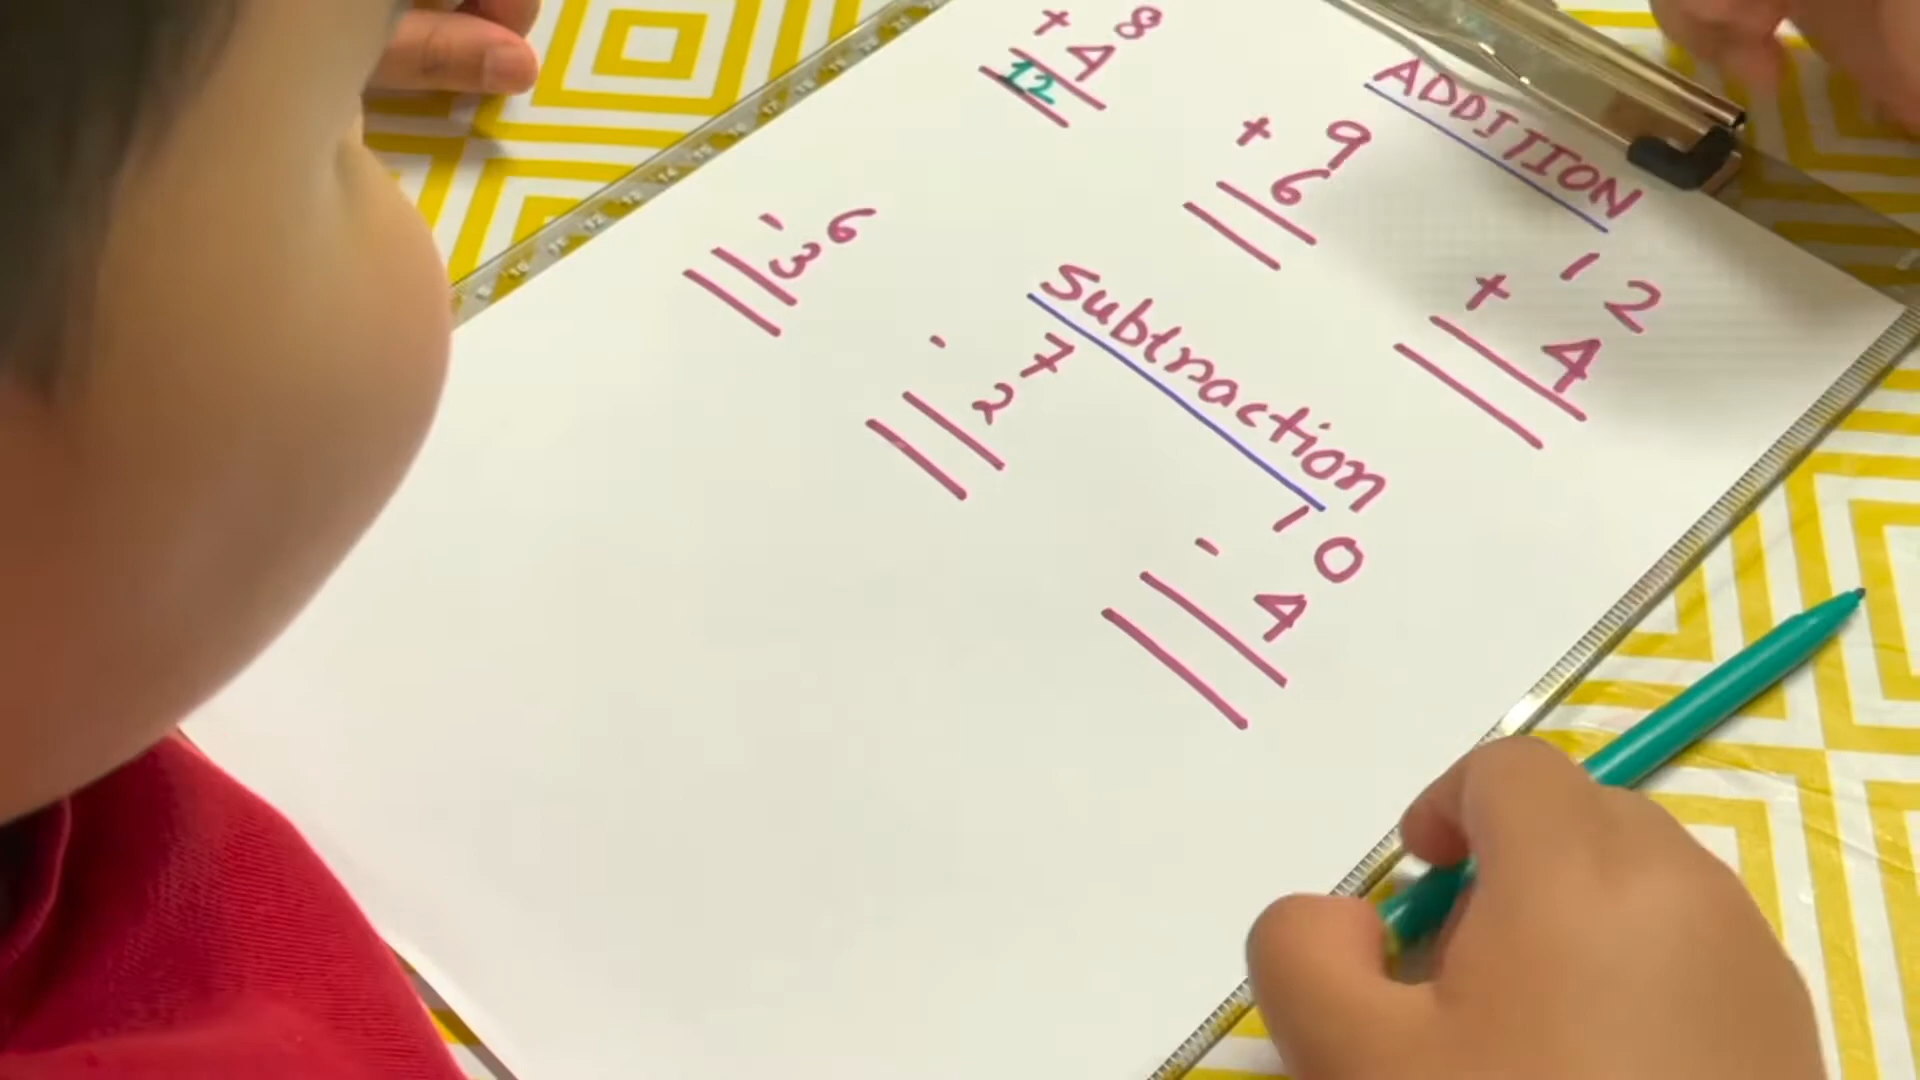 ADDITION
8 9 12
+ 4 + 6 + 4
12
Subtraction
6 7 10
- 3 - 2 - 4